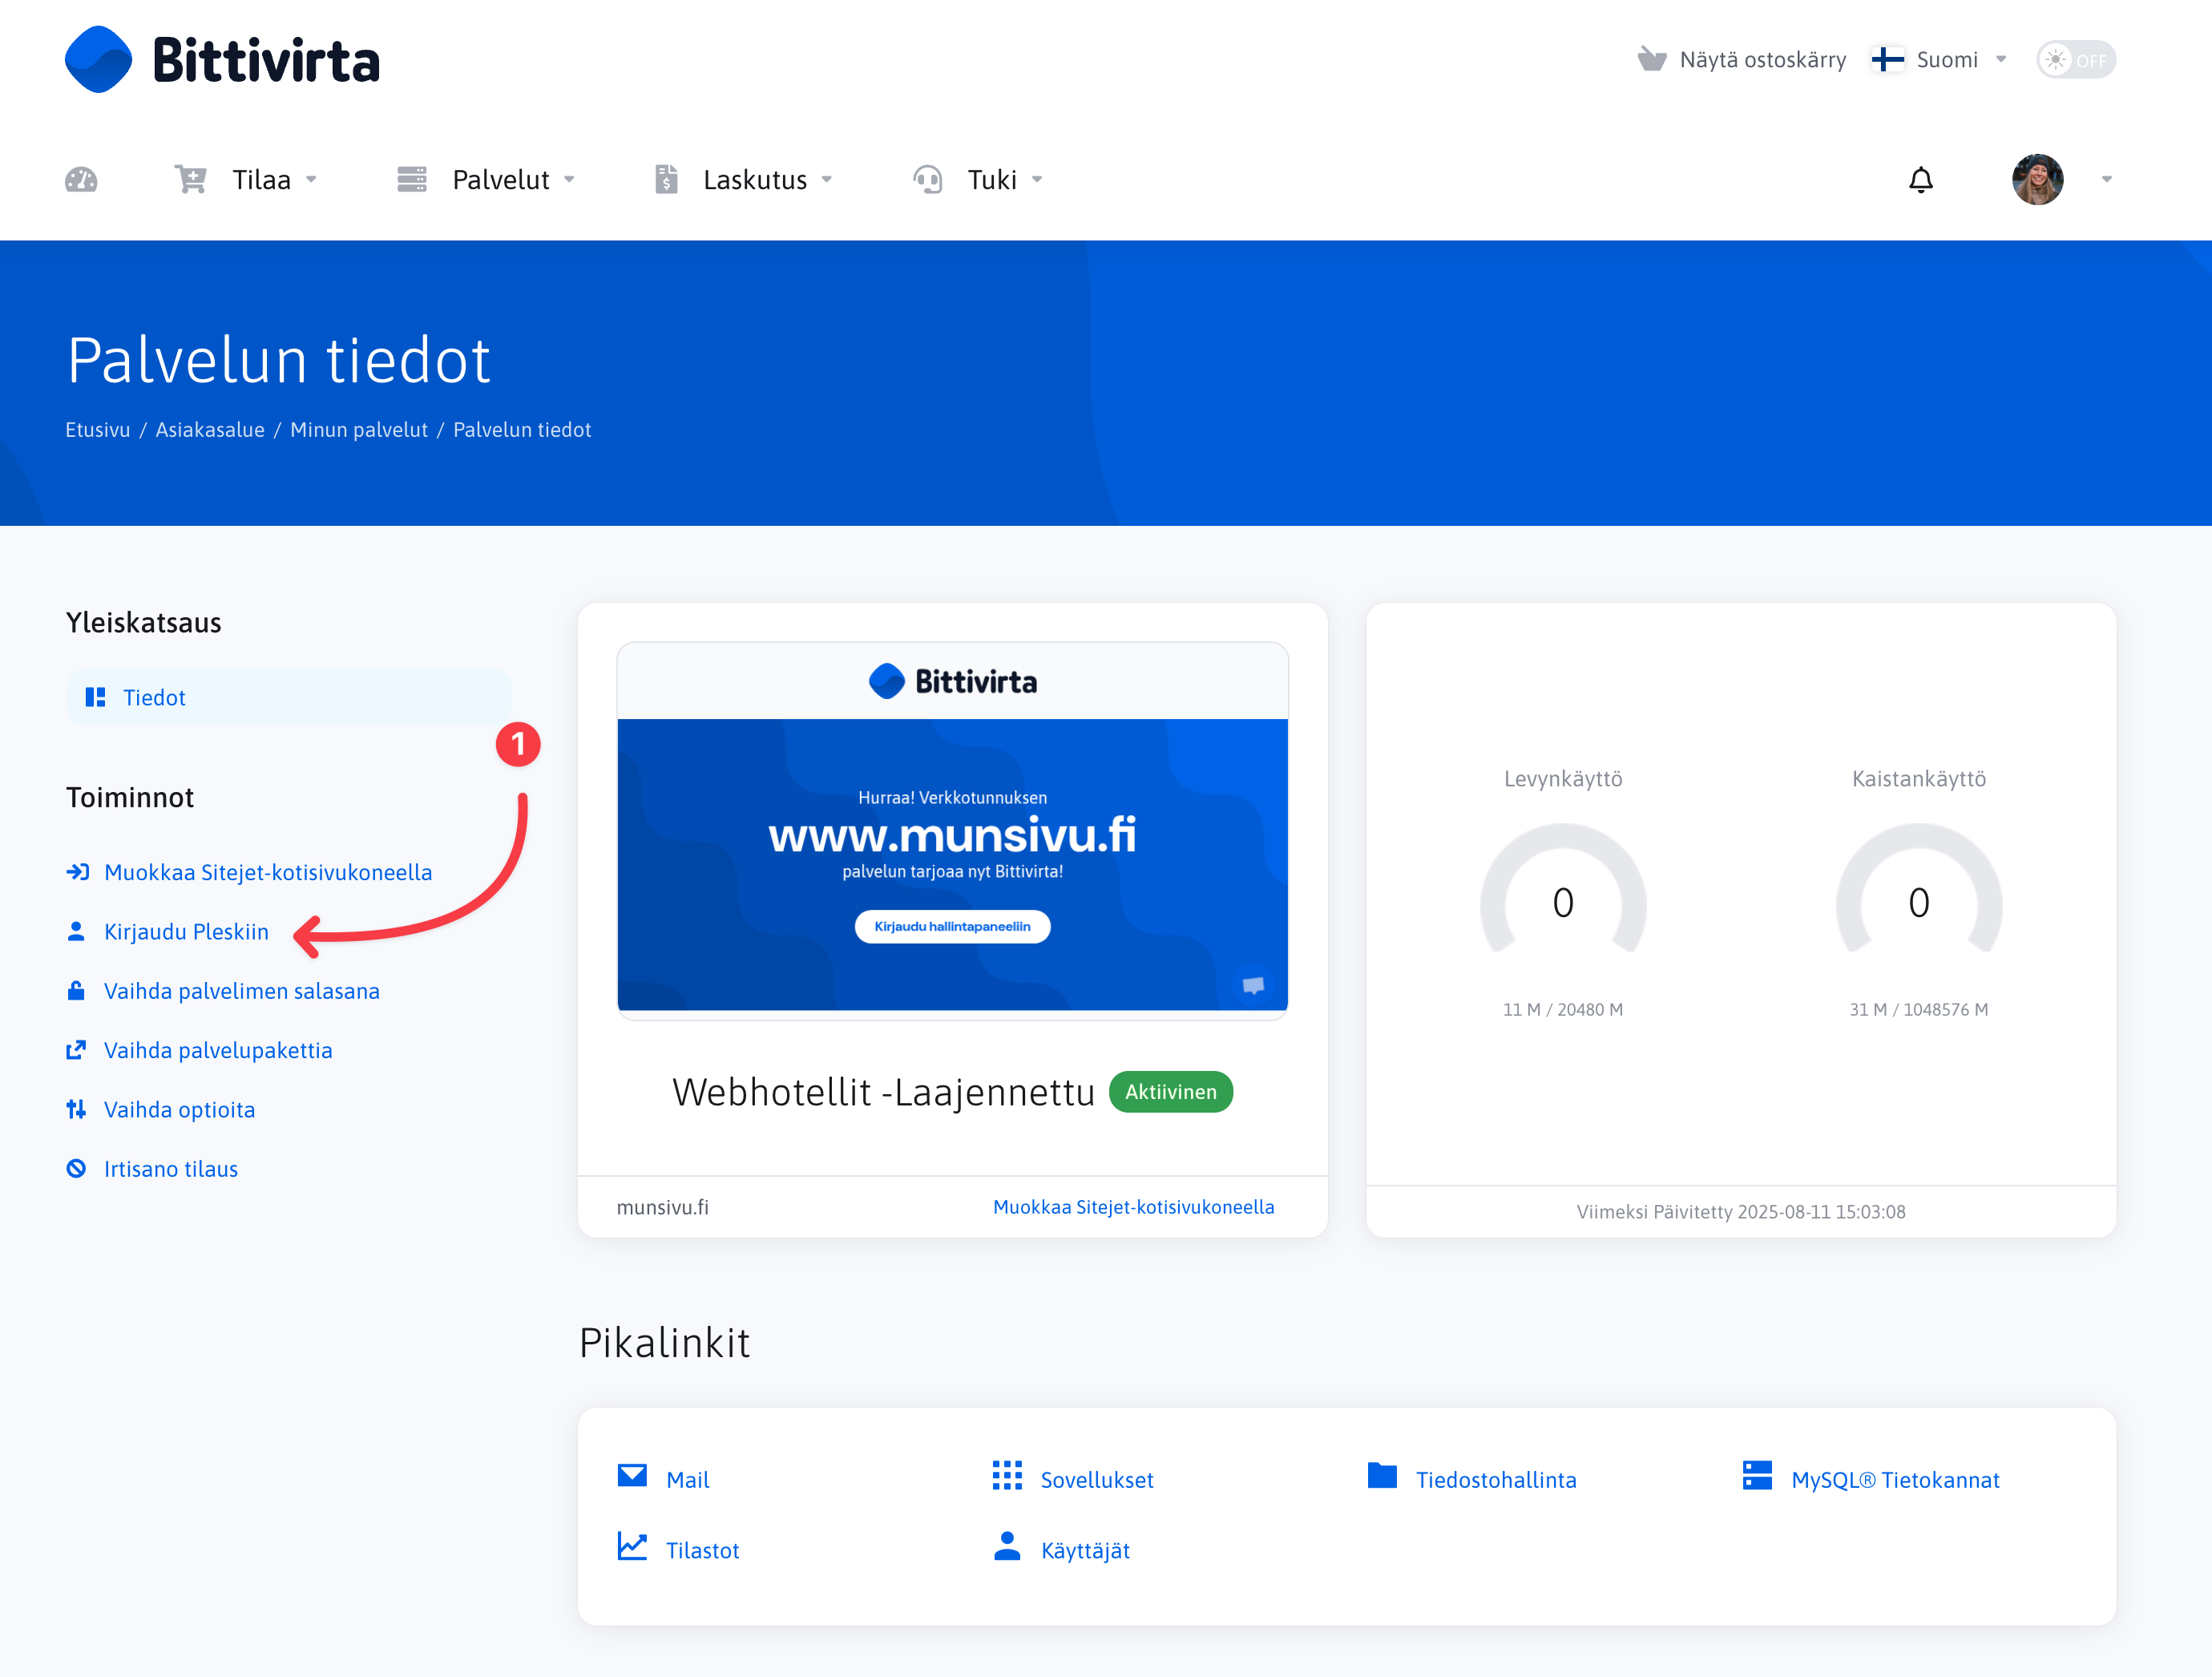 Bittivirta
Näytä ostoskärry
Suomi
OFF
Tilaa
Palvelut
Laskutus
Tuki
Palvelun tiedot
Etusivu / Asiakasalue / Minun palvelut / Palvelun tiedot
Yleiskatsaus
Tiedot
1
Toiminnot
Muokkaa Sitejet-kotisivukoneella
Kirjaudu Pleskiin
Vaihda palvelimen salasana
Vaihda palvelupakettia
Vaihda optioita
Irtisano tilaus
Bittivirta
Hurraa! Verkkotunnuksen
www.munsivu.fi
palvelun tarjoaa nyt Bittivirta!
Kirjaudu hallintapaneeliin
Webhotellit -Laajennettu
Aktiivinen
munsivu.fi
Muokkaa Sitejet-kotisivukoneella
Levynkäyttö
0
11 M / 20480 M
Kaistankäyttö
0
31 M / 1048576 M
Viimeksi Päivitetty 2025-08-11 15:03:08
Pikalinkit
Mail
Sovellukset
Tiedostohallinta
MySQL® Tietokannat
Tilastot
Käyttäjät